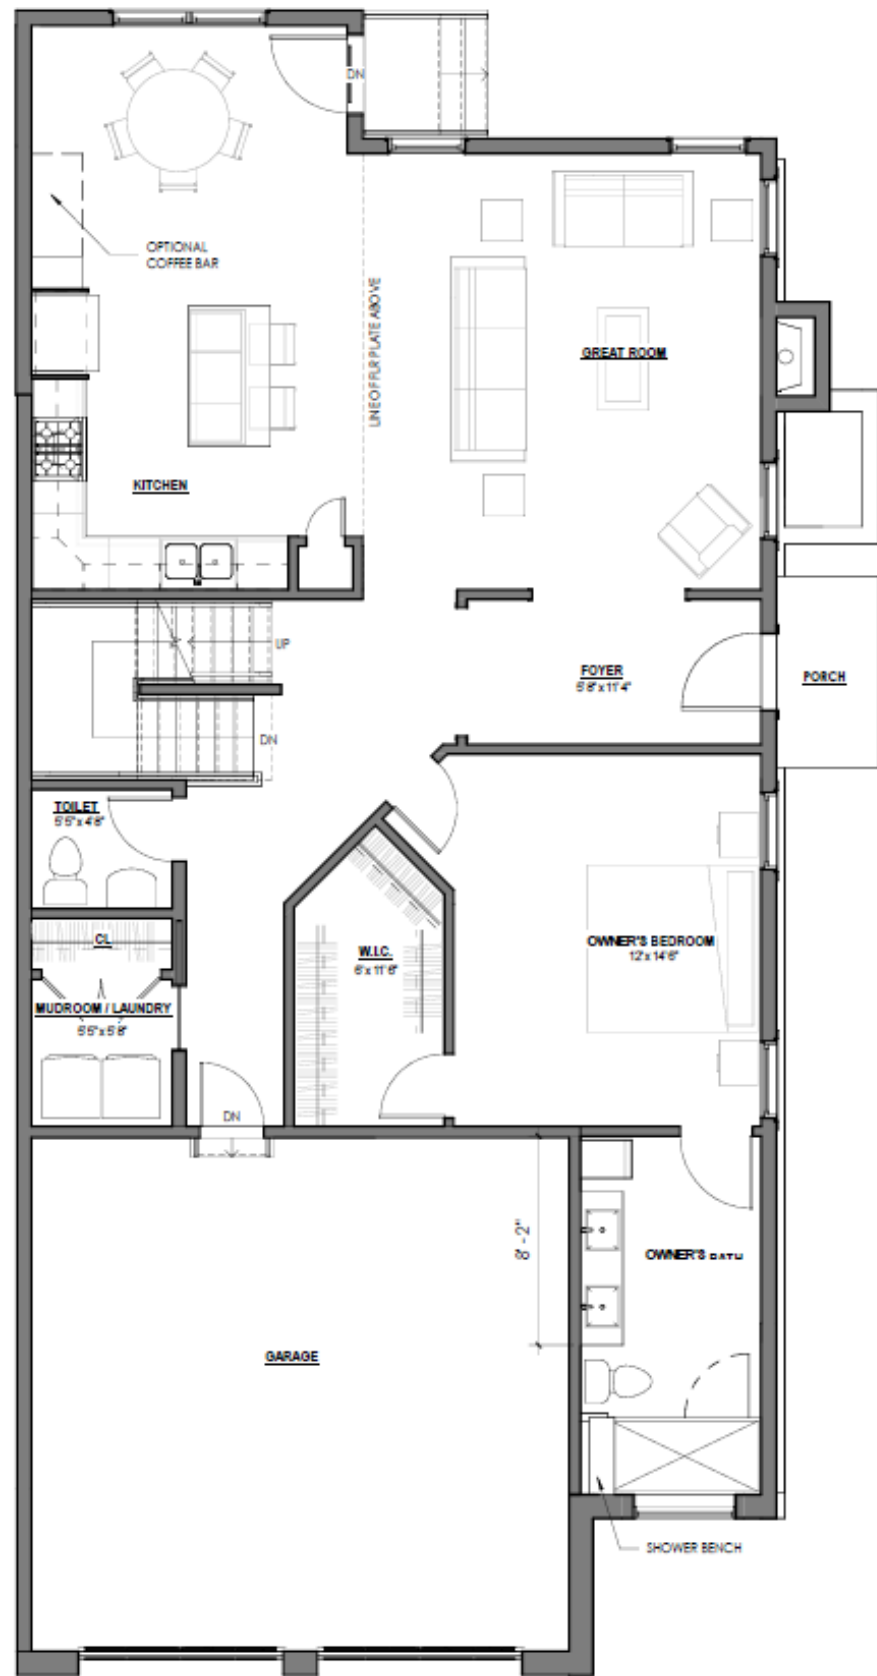 DN
OPTIONAL
COFFEE BAR
LINE OF FLR PLATE ABOVE
GREAT ROOM
KITCHEN
UP
FOYER
5'8" x 11'4"
PORCH
DN
TOILET
5'5" x 4'8"
CL
W.I.C.
6' x 11'6"
OWNER'S BEDROOM
12' x 14'6"
MUDROOM / LAUNDRY
5'5" x 5'8"
DN
8' - 2"
OWNER'S BATH
GARAGE
SHOWER BENCH